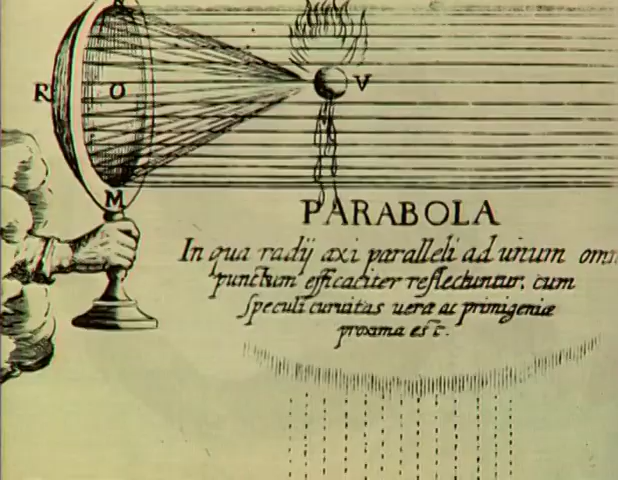 R O V
M
PARABOLA
In qua radij axi paralleli ad unum omn
punctum efficaciter reflectuntur, cum
speculi curuitas uera ac primigeniæ
proxima est.